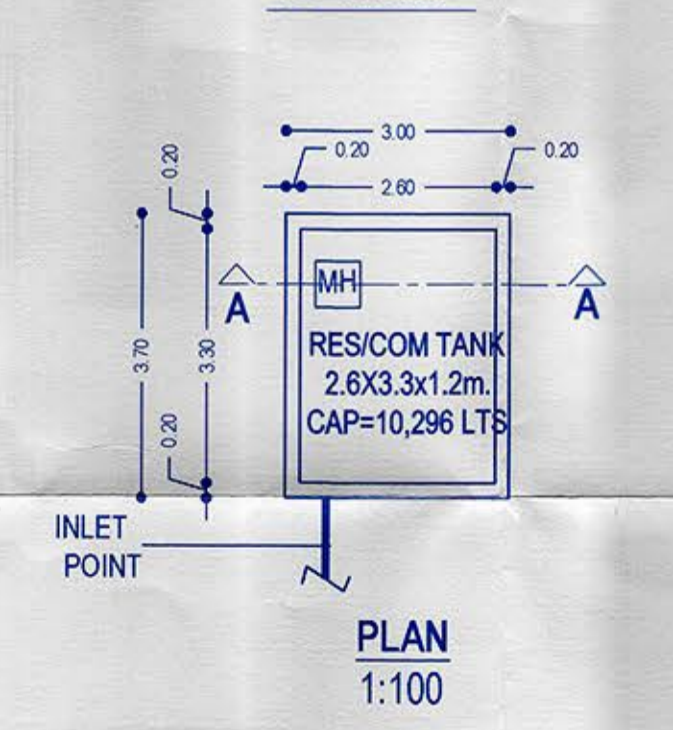 3.00
0.20
0.20
2.60
0.20
3.70
3.30
0.20
MH
A
A
RES/COM TANK
2.6X3.3x1.2m.
CAP=10,296 LTS
INLET
POINT
PLAN
1:100